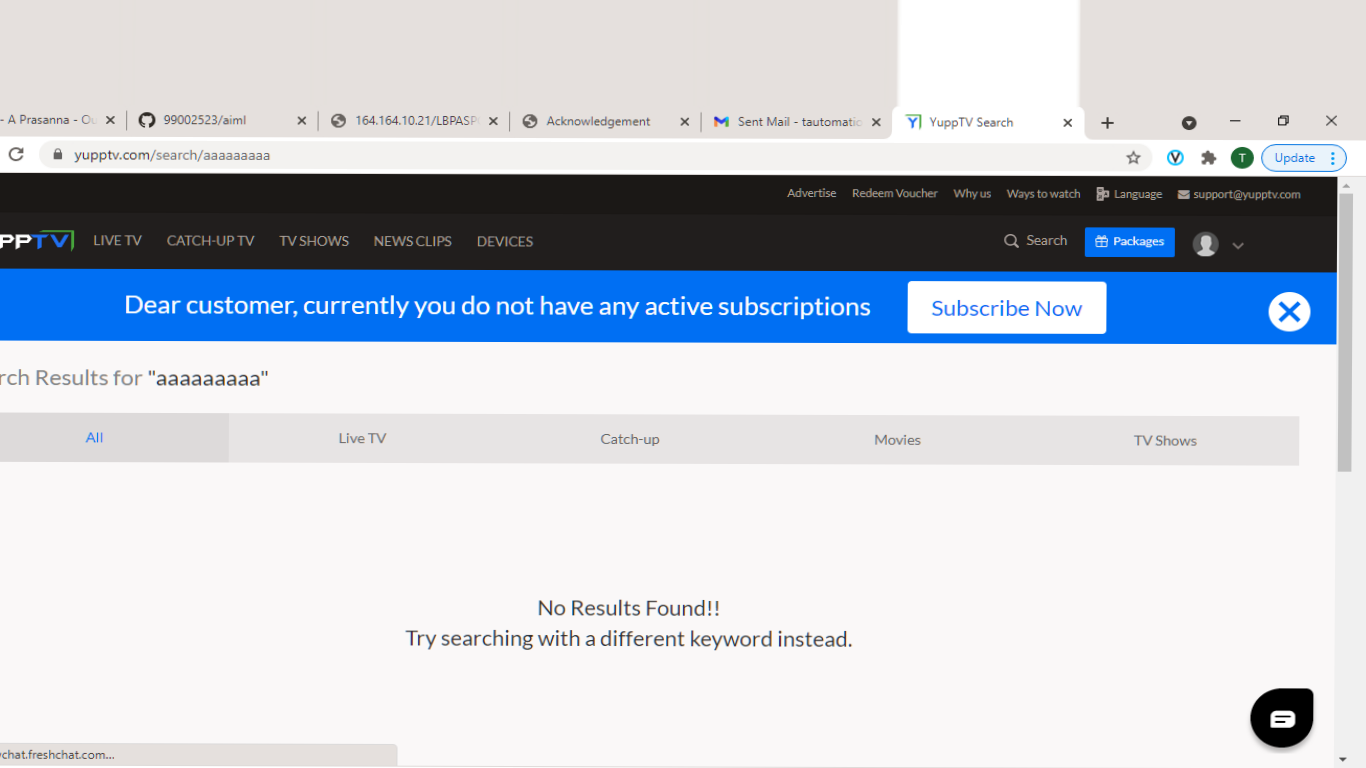 - A Prasanna - Ou
99002523/aiml
164.164.10.21/LBPASP
Acknowledgement
Sent Mail - tautomatic
YuppTV Search
yupptv.com/search/aaaaaaaaa
T
Update
Advertise
Redeem Voucher
Why us
Ways to watch
Language
support@yupptv.com
PPTV
LIVE TV
CATCH-UP TV
TV SHOWS
NEWS CLIPS
DEVICES
Search
Packages
Dear customer, currently you do not have any active subscriptions
Subscribe Now
rch Results for "aaaaaaaaa"
All
Live TV
Catch-up
Movies
TV Shows
No Results Found!!
Try searching with a different keyword instead.
chat.freshchat.com...